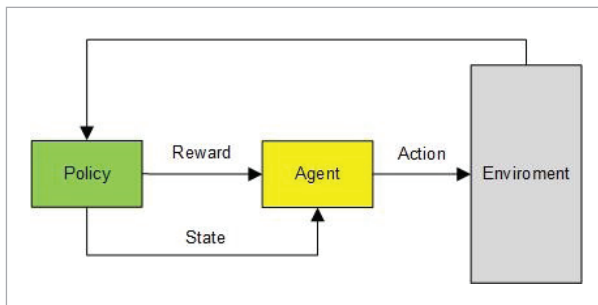 Reward
Action
Policy
Agent
Enviroment
State